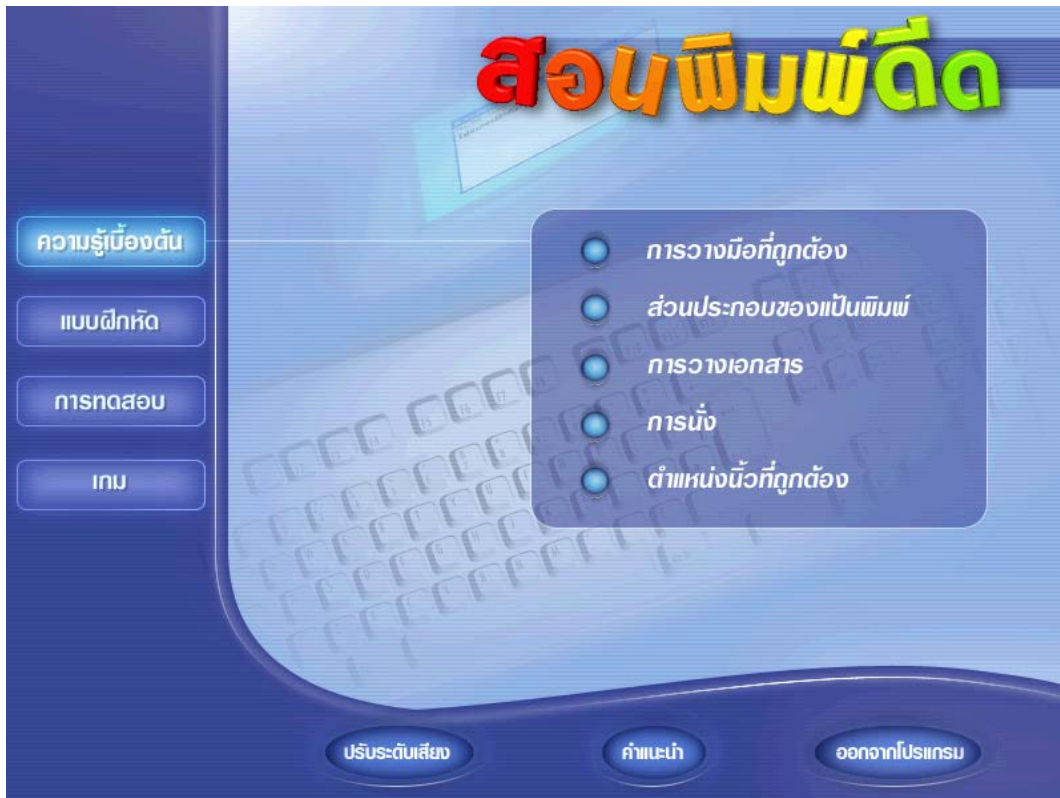 สอนพิมพ์ดีด
ความรู้เบื้องต้น
แบบฝึกหัด
การทดสอบ
เกม
การวางมือที่ถูกต้อง
ส่วนประกอบของแป้นพิมพ์
การวางเอกสาร
การนั่ง
ตำแหน่งนิ้วที่ถูกต้อง
ปรับระดับเสียง
คำแนะนำ
ออกจากโปรแกรม